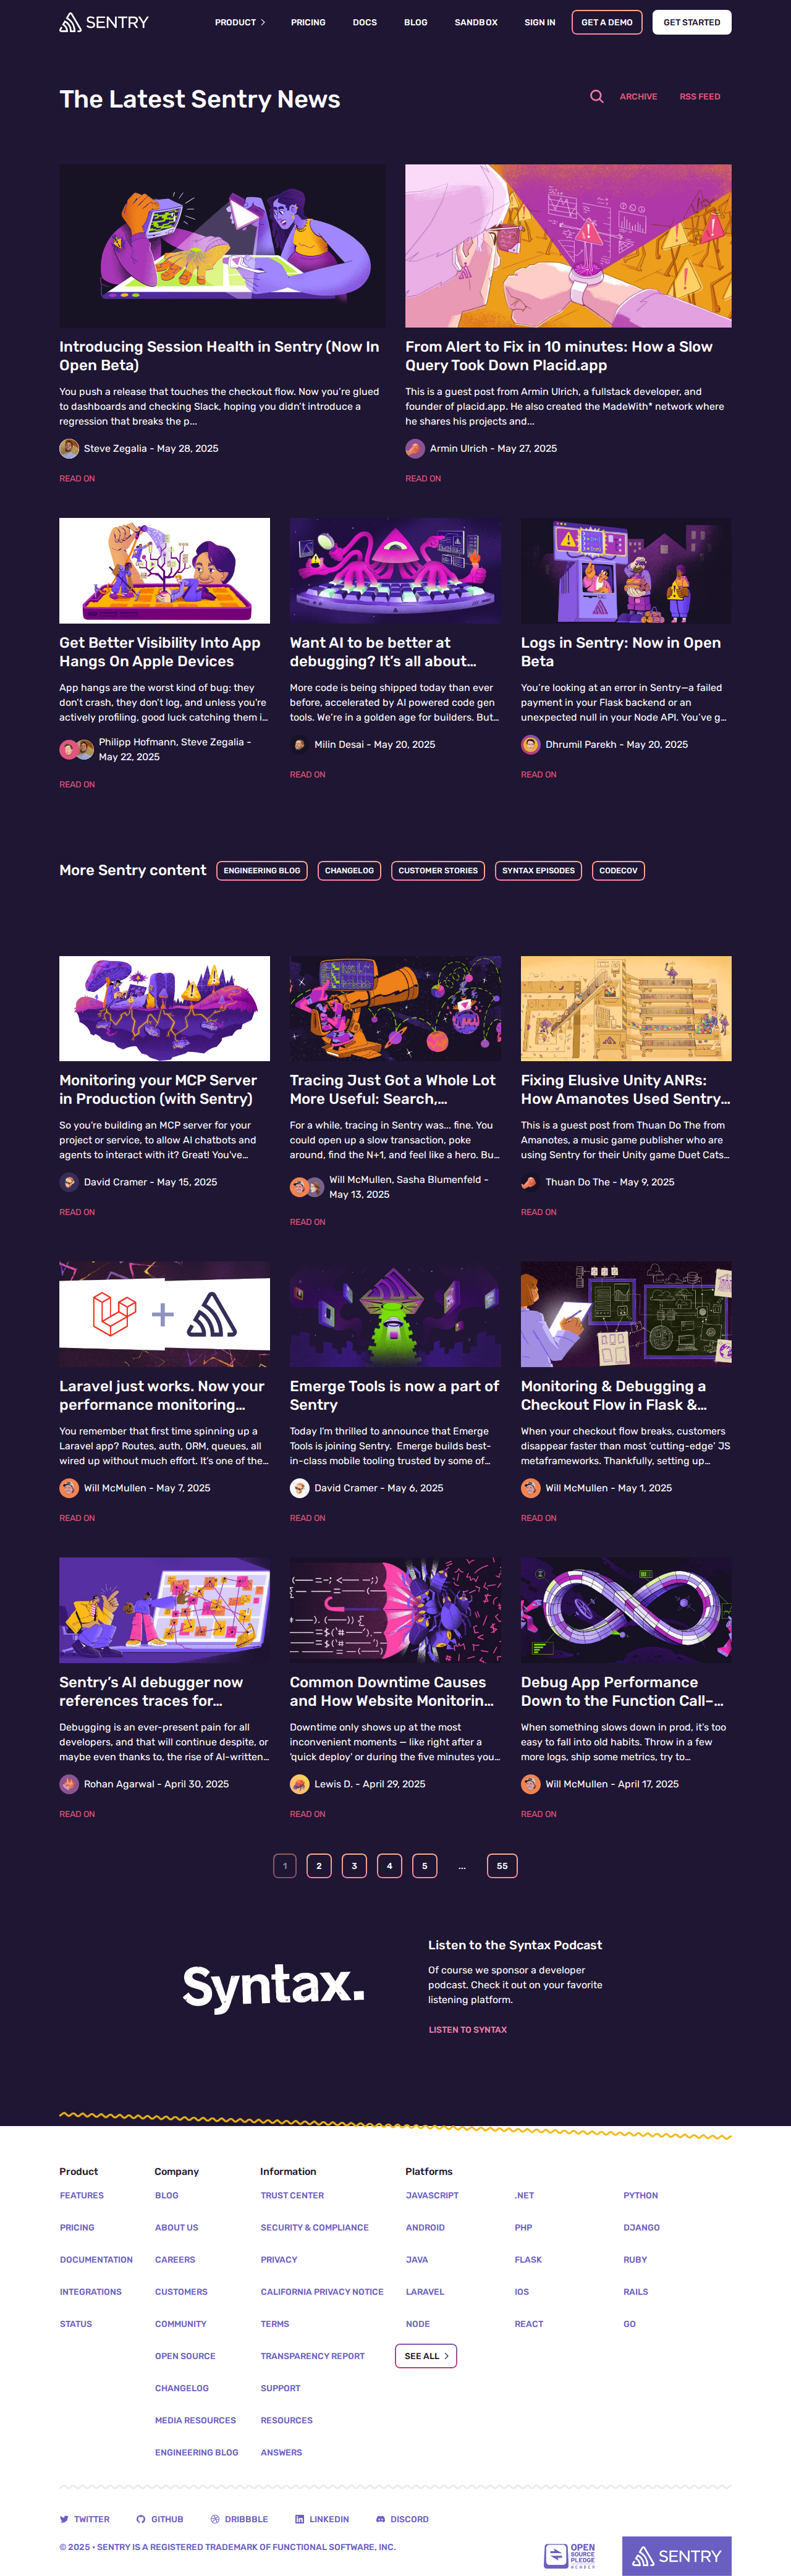 SENTRY
PRODUCT
PRICING
DOCS
BLOG
SANDBOX
SIGN IN
GET A DEMO
GET STARTED
The Latest Sentry News
ARCHIVE
RSS FEED
Introducing Session Health in Sentry (Now In
Open Beta)
You push a release that touches the checkout flow. Now you're glued
to dashboards and checking Slack, hoping you didn't introduce a
regression that breaks the p...
Steve Zegalia - May 28, 2025
READ ON
From Alert to Fix in 10 minutes: How a Slow
Query Took Down Placid.app
This is a guest post from Armin Ulrich, a fullstack developer, and
founder of placid.app. He also created the MadeWith* network where
he shares his projects and...
Armin Ulrich - May 27, 2025
READ ON
Get Better Visibility Into App
Hangs On Apple Devices
App hangs are the worst kind of bug: they
don't crash, they don't log, and unless you're
actively profiling, good luck catching them i...
Philipp Hofmann, Steve Zegalia -
May 22, 2025
READ ON
Want AI to be better at
debugging? It's all about...
More code is being shipped today than ever
before, accelerated by AI powered code gen
tools. We're in a golden age for builders. But...
Milin Desai - May 20, 2025
READ ON
Logs in Sentry: Now in Open
Beta
You're looking at an error in Sentry—a failed
payment in your Flask backend or an
unexpected null in your Node API. You've g...
Dhrumil Parekh - May 20, 2025
READ ON
More Sentry content
ENGINEERING BLOG
CHANGELOG
CUSTOMER STORIES
SYNTAX EPISODES
CODECOV
Monitoring your MCP Server
in Production (with Sentry)
So you're building an MCP server for your
project or service, to allow AI chatbots and
agents to interact with it? Great! You've...
David Cramer - May 15, 2025
READ ON
Tracing Just Got a Whole Lot
More Useful: Search,...
For a while, tracing in Sentry was... fine. You
could open up a slow transaction, poke
around, find the N+1, and feel like a hero. Bu...
Will McMullen, Sasha Blumenfeld -
May 13, 2025
READ ON
Fixing Elusive Unity ANRs:
How Amanotes Used Sentry...
This is a guest post from Thuan Do The from
Amanotes, a music game publisher who are
using Sentry for their Unity game Duet Cats...
Thuan Do The - May 9, 2025
READ ON
Laravel just works. Now your
performance monitoring...
You remember that first time spinning up a
Laravel app? Routes, auth, ORM, queues, all
wired up without much effort. It's one of the...
Will McMullen - May 7, 2025
READ ON
Emerge Tools is now a part of
Sentry
Today I'm thrilled to announce that Emerge
Tools is joining Sentry.  Emerge builds best-
in-class mobile tooling trusted by some of...
David Cramer - May 6, 2025
READ ON
Monitoring & Debugging a
Checkout Flow in Flask &...
When your checkout flow breaks, customers
disappear faster than most 'cutting-edge' JS
metaframeworks. Thankfully, setting up...
Will McMullen - May 1, 2025
READ ON
Sentry's AI debugger now
references traces for...
Debugging is an ever-present pain for all
developers, and that will continue despite, or
maybe even thanks to, the rise of AI-written...
Rohan Agarwal - April 30, 2025
READ ON
Common Downtime Causes
and How Website Monitorin...
Downtime only shows up at the most
inconvenient moments — like right after a
'quick deploy' or during the five minutes you...
Lewis D. - April 29, 2025
READ ON
Debug App Performance
Down to the Function Call–...
When something slows down in prod, it's too
easy to fall into old habits. Throw in a few
more logs, ship some metrics, try to...
Will McMullen - April 17, 2025
READ ON
1
2
3
4
5
...
55
Syntax.
Listen to the Syntax Podcast
Of course we sponsor a developer
podcast. Check it out on your favorite
listening platform.
LISTEN TO SYNTAX
Product
FEATURES
PRICING
DOCUMENTATION
INTEGRATIONS
STATUS
Company
BLOG
ABOUT US
CAREERS
CUSTOMERS
COMMUNITY
OPEN SOURCE
CHANGELOG
MEDIA RESOURCES
ENGINEERING BLOG
Information
TRUST CENTER
SECURITY & COMPLIANCE
PRIVACY
CALIFORNIA PRIVACY NOTICE
TERMS
TRANSPARENCY REPORT
SUPPORT
RESOURCES
ANSWERS
Platforms
JAVASCRIPT
ANDROID
JAVA
LARAVEL
NODE
SEE ALL
.NET
PHP
FLASK
IOS
REACT
PYTHON
DJANGO
RUBY
RAILS
GO
TWITTER
GITHUB
DRIBBBLE
LINKEDIN
DISCORD
© 2025 • SENTRY IS A REGISTERED TRADEMARK OF FUNCTIONAL SOFTWARE, INC.
OPEN
SOURCE
PLEDGE
MEMBER
SENTRY